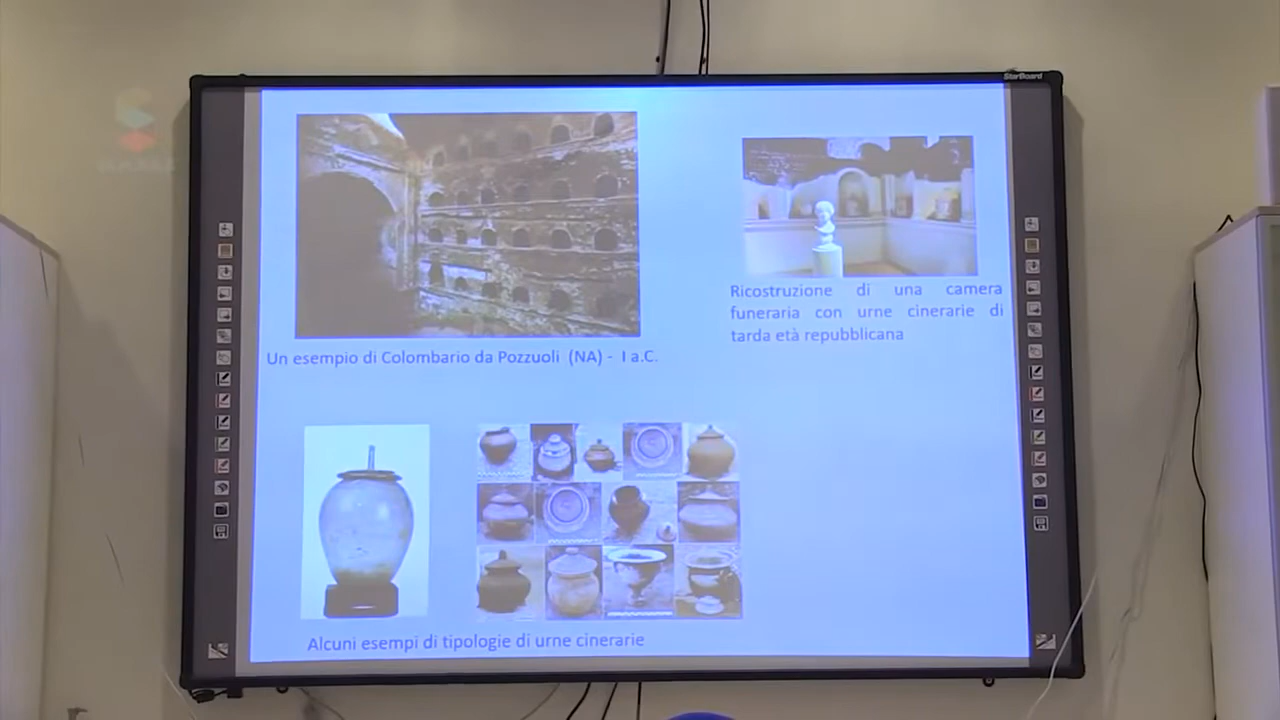 StarBoard
Ricostruzione di una camera
funeraria con urne cinerarie di
tarda età repubblicana
Un esempio di Colombario da Pozzuoli (NA) - I a.C.
Alcuni esempi di tipologie di urne cinerarie